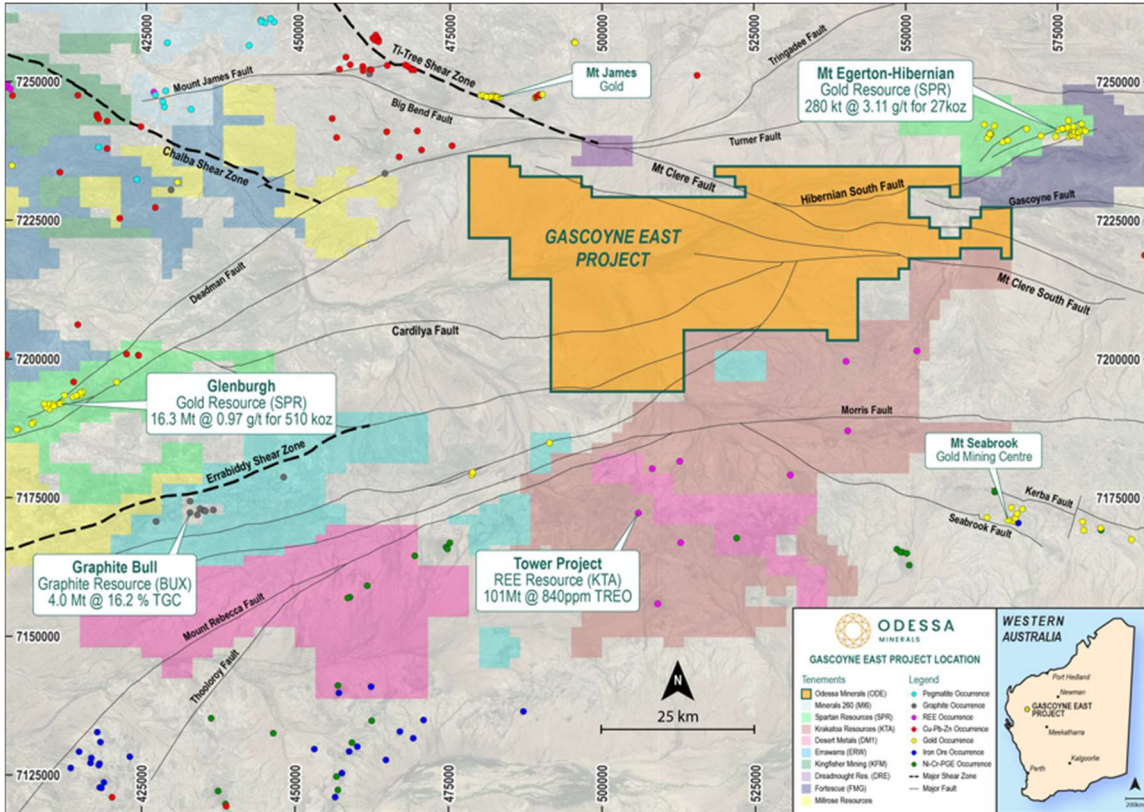 425000
450000
475000
500000
525000
550000
575000
7250000
7250000
Mount James Fault
Ti-Tree Shear Zone
Big Bend Fault
Mt James
Gold
Tringadee Fault
Mt Egerton-Hibernian
Gold Resource (SPR)
280 kt @ 3.11 g/t for 27koz
Turner Fault
Chalba Shear Zone
Mt Clere Fault
Hibernian South Fault
Gascoyne Fault
7225000
7225000
GASCOYNE EAST
PROJECT
Deadman Fault
Mt Clere South Fault
Cardilya Fault
7200000
7200000
Glenburgh
Gold Resource (SPR)
16.3 Mt @ 0.97 g/t for 510 koz
Morris Fault
Mt Seabrook
Gold Mining Centre
Errabiddy Shear Zone
7175000
7175000
Kerba Fault
Seabrook Fault
Graphite Bull
Graphite Resource (BUX)
4.0 Mt @ 16.2 % TGC
Tower Project
REE Resource (KTA)
101Mt @ 840ppm TREO
Mount Rebecca Fault
Thooloroy Fault
7150000
7125000
N
25 km
425000
450000
475000
500000
ODESSA
MINERALS
GASCOYNE EAST PROJECT LOCATION
Tenements
Odessa Minerals (ODE)
Minerals 260 (MI6)
Spartan Resources (SPR)
Krakatoa Resources (KTA)
Desert Metals (DM1)
Errawarra (ERW)
Kingfisher Mining (KFM)
Dreadnought Res. (DRE)
Fortescue (FMG)
Millrose Resources
Legend
Pegmatite Occurrence
Graphite Occurrence
REE Occurrence
Cu-Pb-Zn Occurrence
Gold Occurrence
Iron Ore Occurrence
Ni-Cr-PGE Occurrence
Major Shear Zone
Major Fault
WESTERN
AUSTRALIA
Port Hedland
Newman
GASCOYNE EAST
PROJECT
Meekatharra
Kalgoorlie
Perth